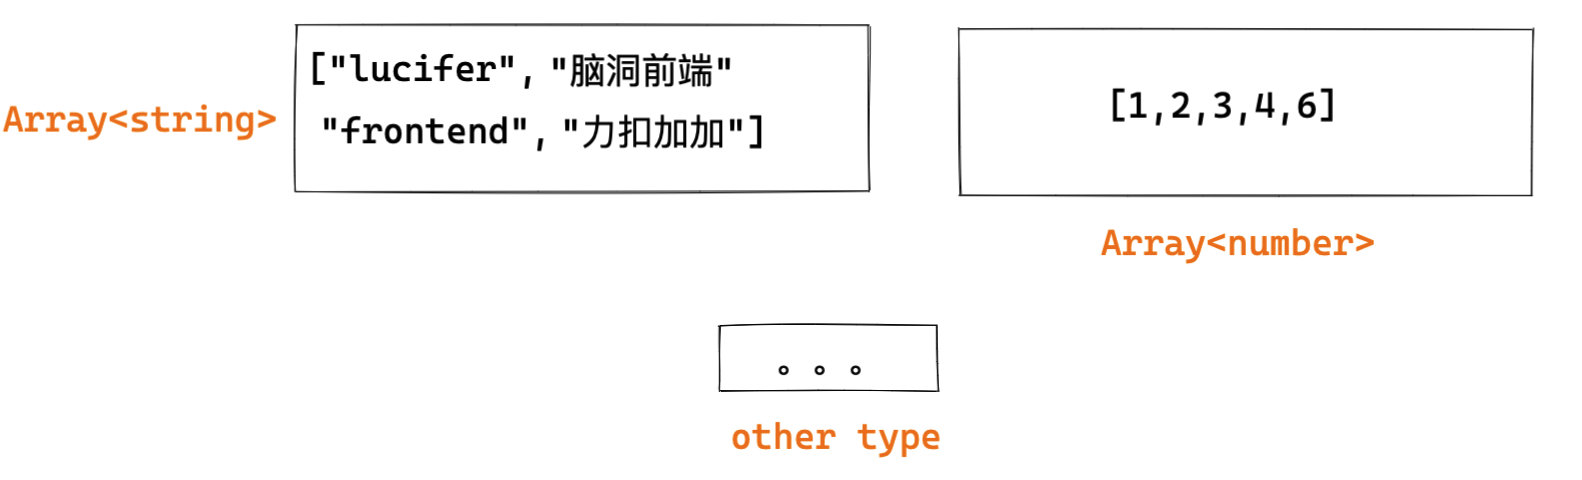 ["lucifer", "脑洞前端"
Array<string>
"frontend", "力扣加加"]
[1,2,3,4,6]
Array<number>
。。。
other type